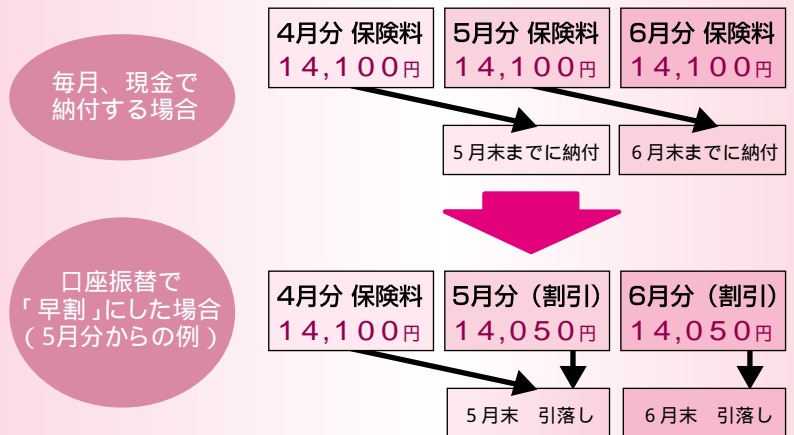 毎月、現金で
納付する場合
4月分 保険料
14,100円
5月分 保険料
14,100円
6月分 保険料
14,100円
5月末までに納付
6月末までに納付
口座振替で
「早割」にした場合
(5月分からの例)
4月分 保険料
14,100円
5月分(割引)
14,050円
6月分(割引)
14,050円
5月末 引落し
6月末 引落し